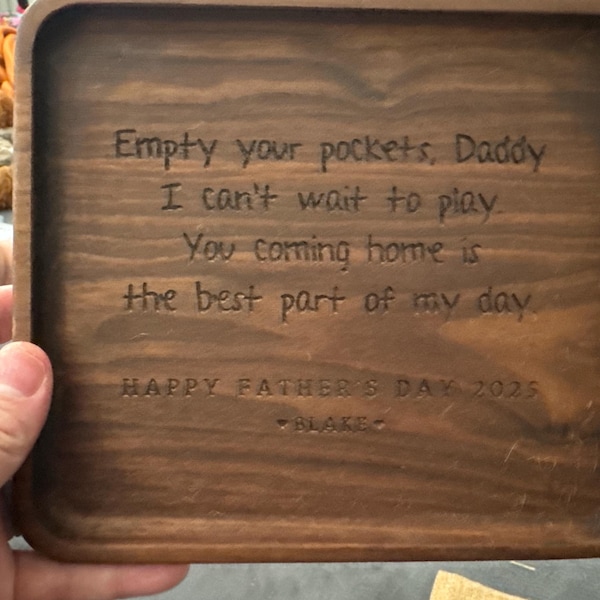 Empty your pockets, Daddy
I can't wait to play.
You coming home is
the best part of my day.
HAPPY FATHER'S DAY 2025
♥BLAKE♥